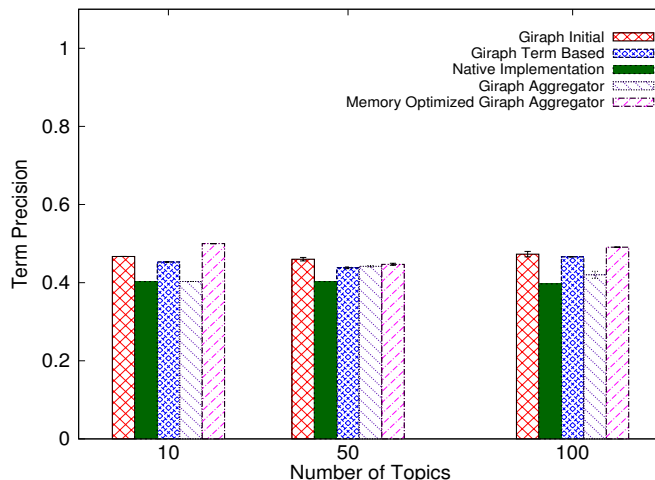 Giraph Initial
Giraph Term Based
Native Implementation
Giraph Aggregator
Memory Optimized Giraph Aggregator
1
0.8
0.6
0.4
0.2
0
Term Precision
10 50 100
Number of Topics